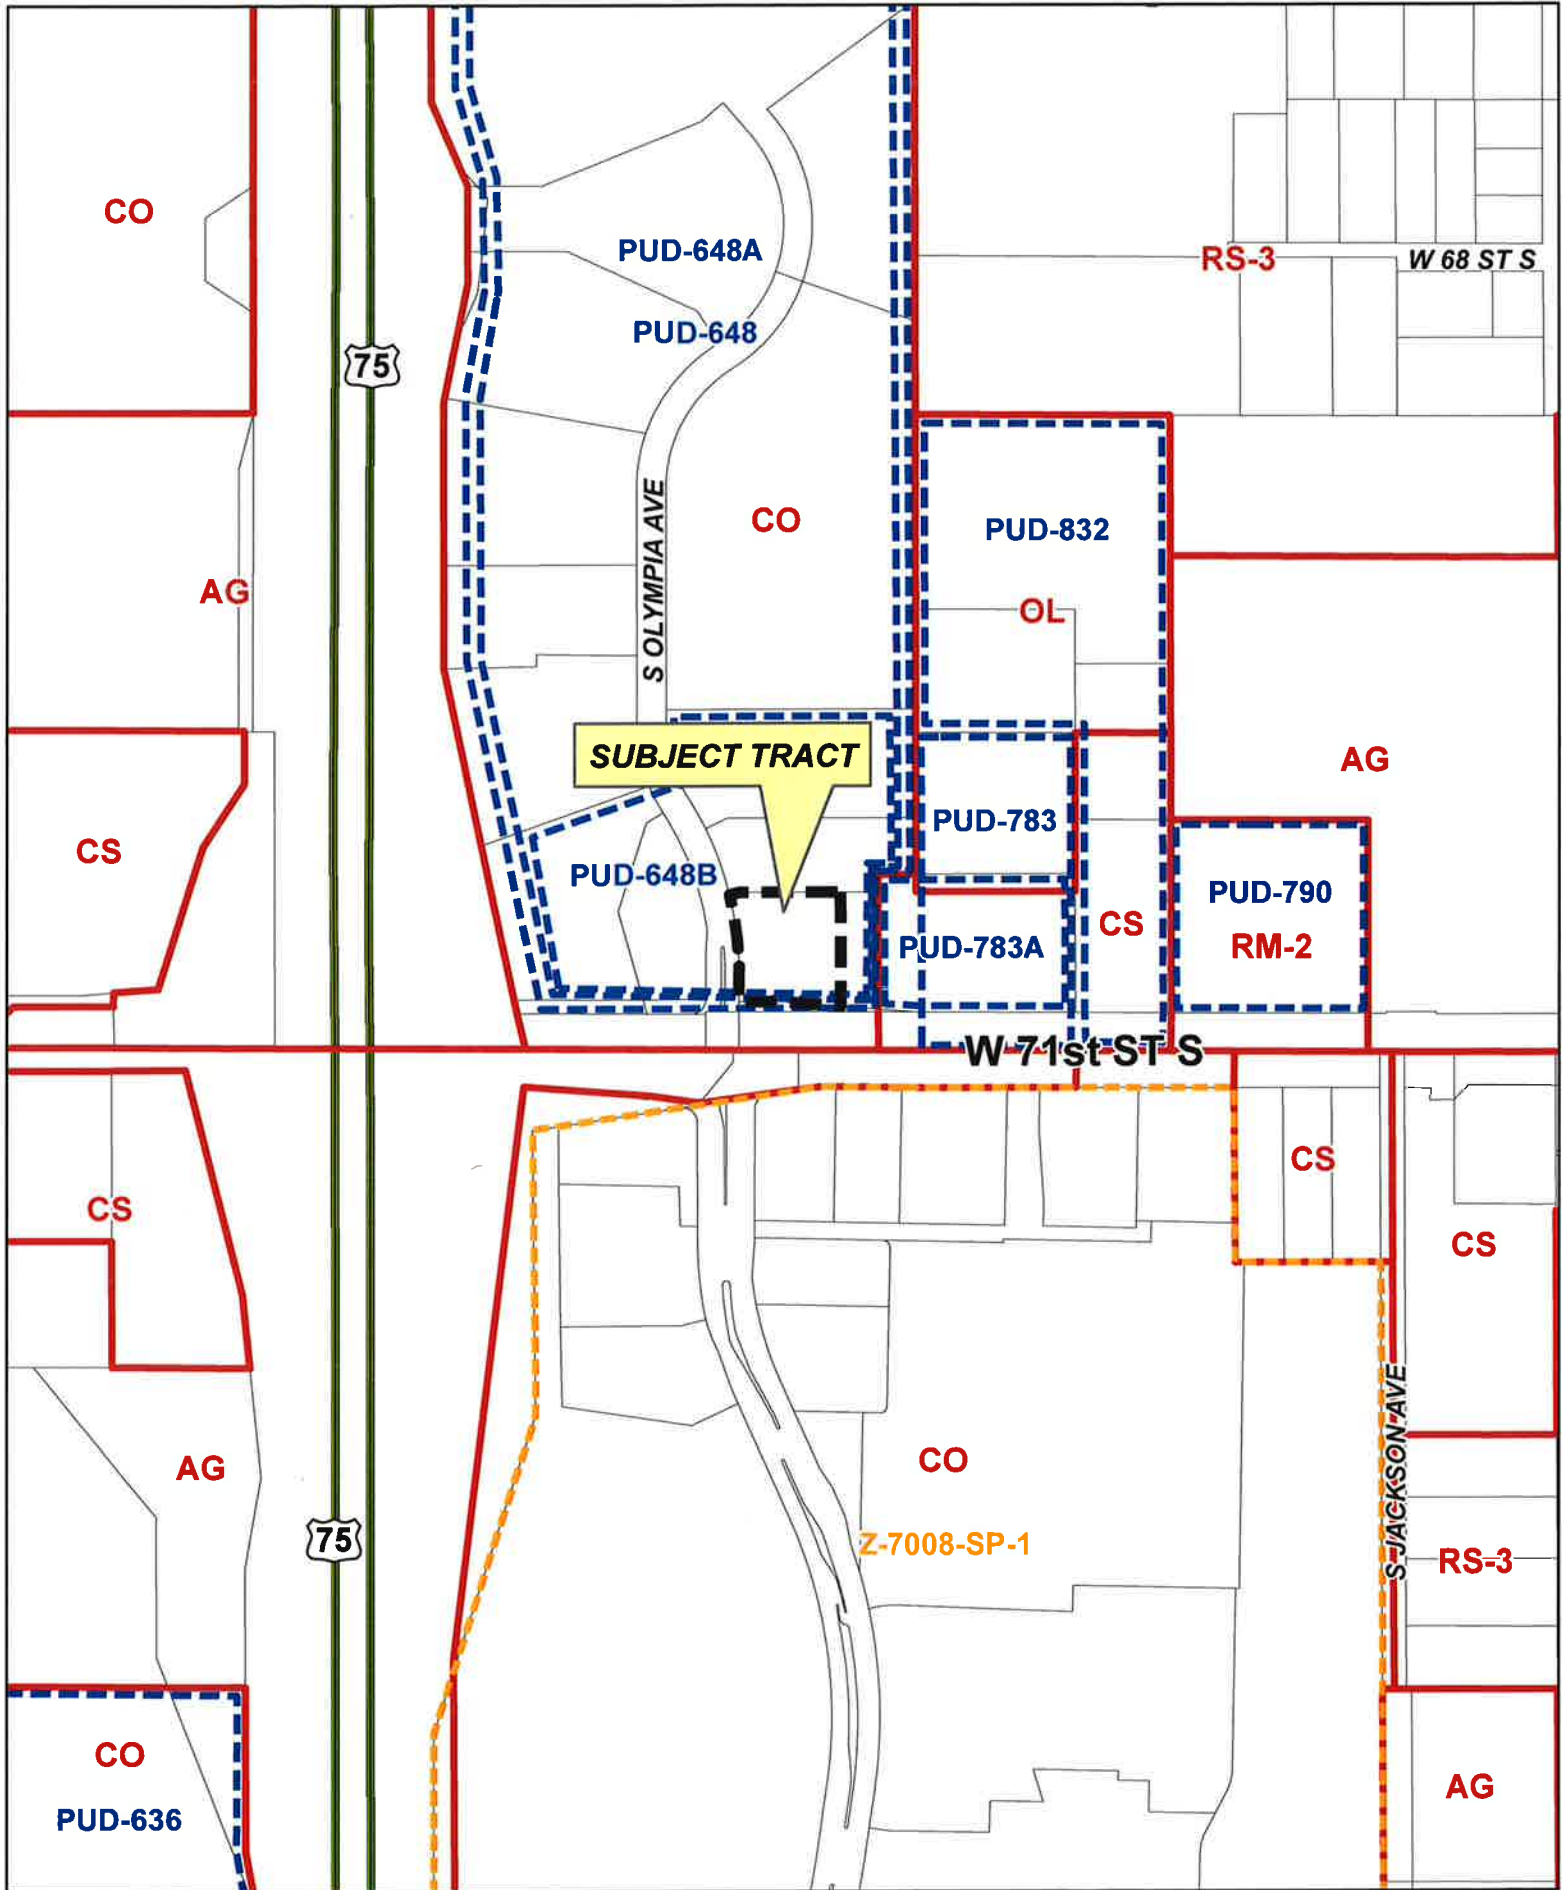 CO
PUD-648A
RS-3
W 68 ST S
PUD-648
75
CO
PUD-832
S OLYMPIA AVE
AG
OL
SUBJECT TRACT
AG
PUD-783
CS
PUD-648B
PUD-790
CS
PUD-783A
RM-2
W 71st ST S
CS
CS
CS
AG
CO
S JACKSON AVE
75
Z-7008-SP-1
RS-3
CO
AG
PUD-636